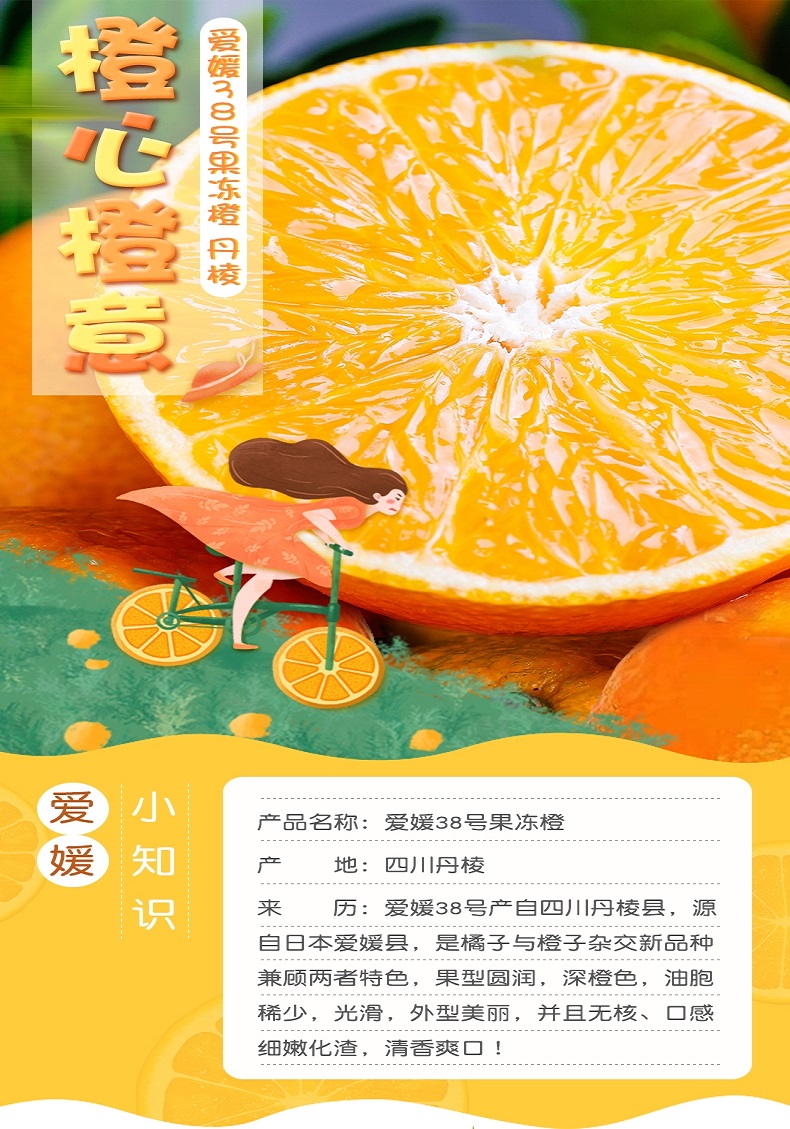 橙心橙意
爱媛38号果冻橙 丹棱
爱媛
小知识
产品名称：爱媛38号果冻橙
产　　地：四川丹棱
来　　历：爱媛38号产自四川丹棱县，源
自日本爱媛县，是橘子与橙子杂交新品种
兼顾两者特色，果型圆润，深橙色，油胞
稀少，光滑，外型美丽，并且无核、口感
细嫩化渣，清香爽口！